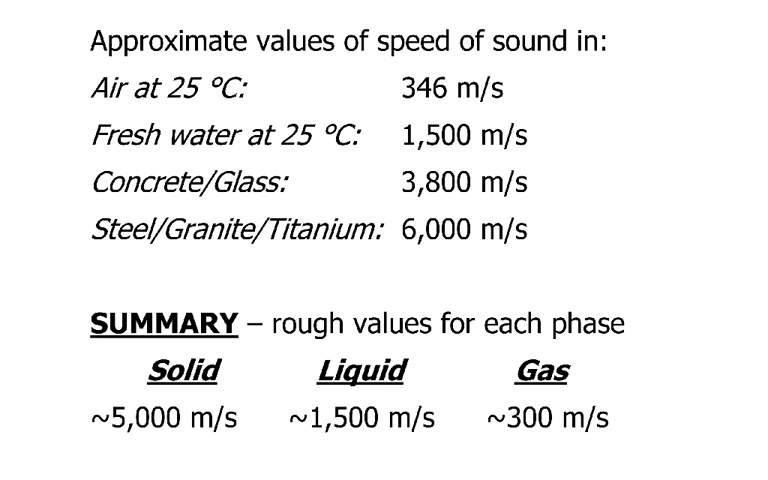 Approximate values of speed of sound in:
Air at 25 °C: 346 m/s
Fresh water at 25 °C: 1,500 m/s
Concrete/Glass: 3,800 m/s
Steel/Granite/Titanium: 6,000 m/s
SUMMARY – rough values for each phase
Solid Liquid Gas
~5,000 m/s ~1,500 m/s ~300 m/s